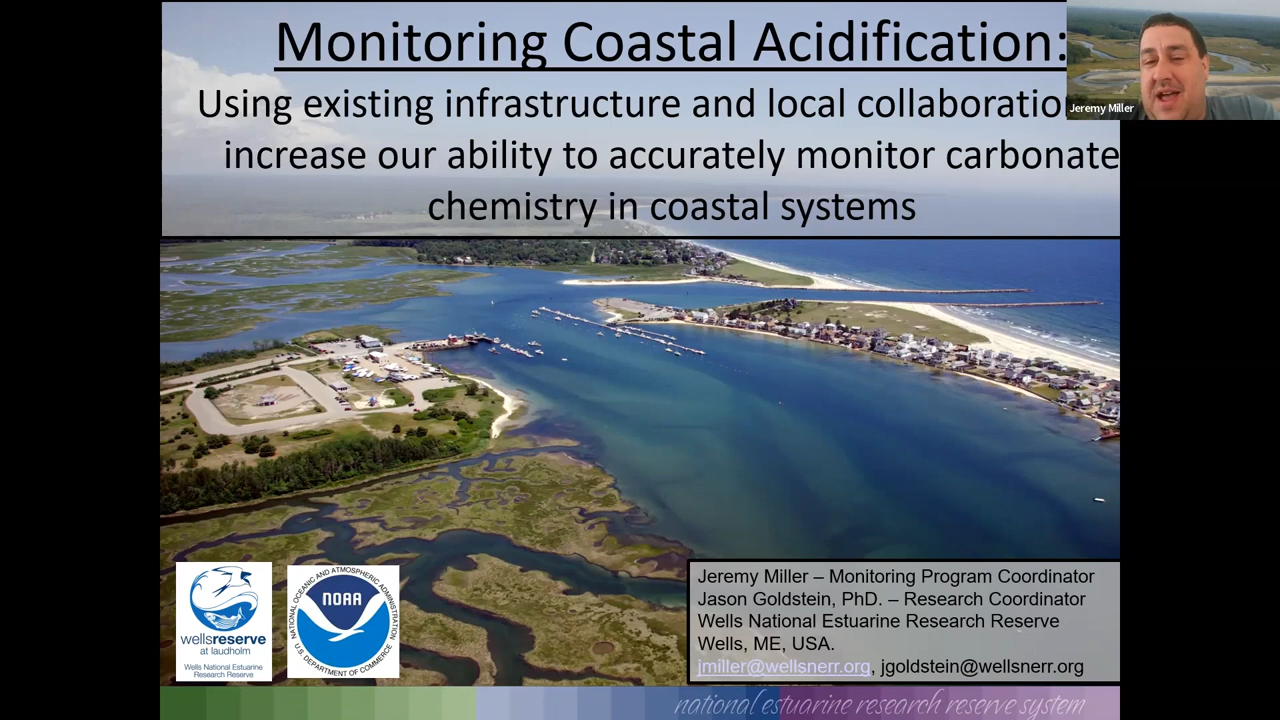 Monitoring Coastal Acidification:
Jeremy Miller
Using existing infrastructure and local collaboratio
increase our ability to accurately monitor carbonate
chemistry in coastal systems
wellsreserve
at laudholm
Wells National Estuarine
Research Reserve
NATIONAL OCEANIC AND ATMOSPHERIC ADMINISTRATION
NOAA
U.S. DEPARTMENT OF COMMERCE
Jeremy Miller – Monitoring Program Coordinator
Jason Goldstein, PhD. – Research Coordinator
Wells National Estuarine Research Reserve
Wells, ME, USA.
jmiller@wellsnerr.org, jgoldstein@wellsnerr.org
national estuarine research reserve system